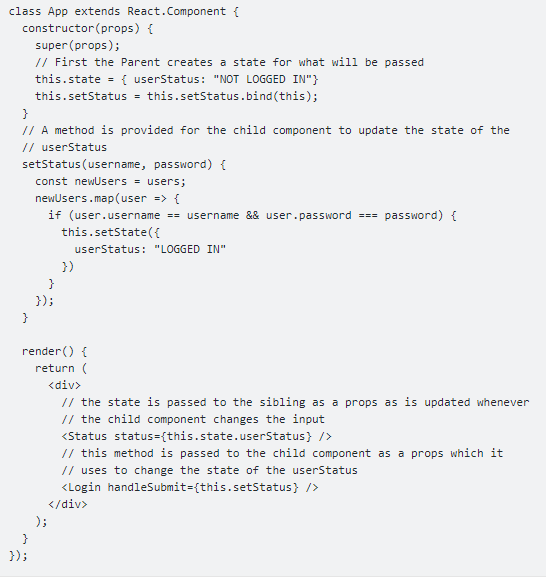 class App extends React.Component {
  constructor(props) {
    super(props);
    // First the Parent creates a state for what will be passed
    this.state = { userStatus: "NOT LOGGED IN"}
    this.setStatus = this.setStatus.bind(this);
  }
  // A method is provided for the child component to update the state of the
  // userStatus
  setStatus(username, password) {
    const newUsers = users;
    newUsers.map(user => {
      if (user.username == username && user.password === password) {
        this.setState({
          userStatus: "LOGGED IN"
        })
      }
    });
  }

  render() {
    return (
      <div>
        // the state is passed to the sibling as a props as is updated whenever
        // the child component changes the input
        <Status status={this.state.userStatus} />
        // this method is passed to the child component as a props which it
        // uses to change the state of the userStatus
        <Login handleSubmit={this.setStatus} />
      </div>
    );
  }
});